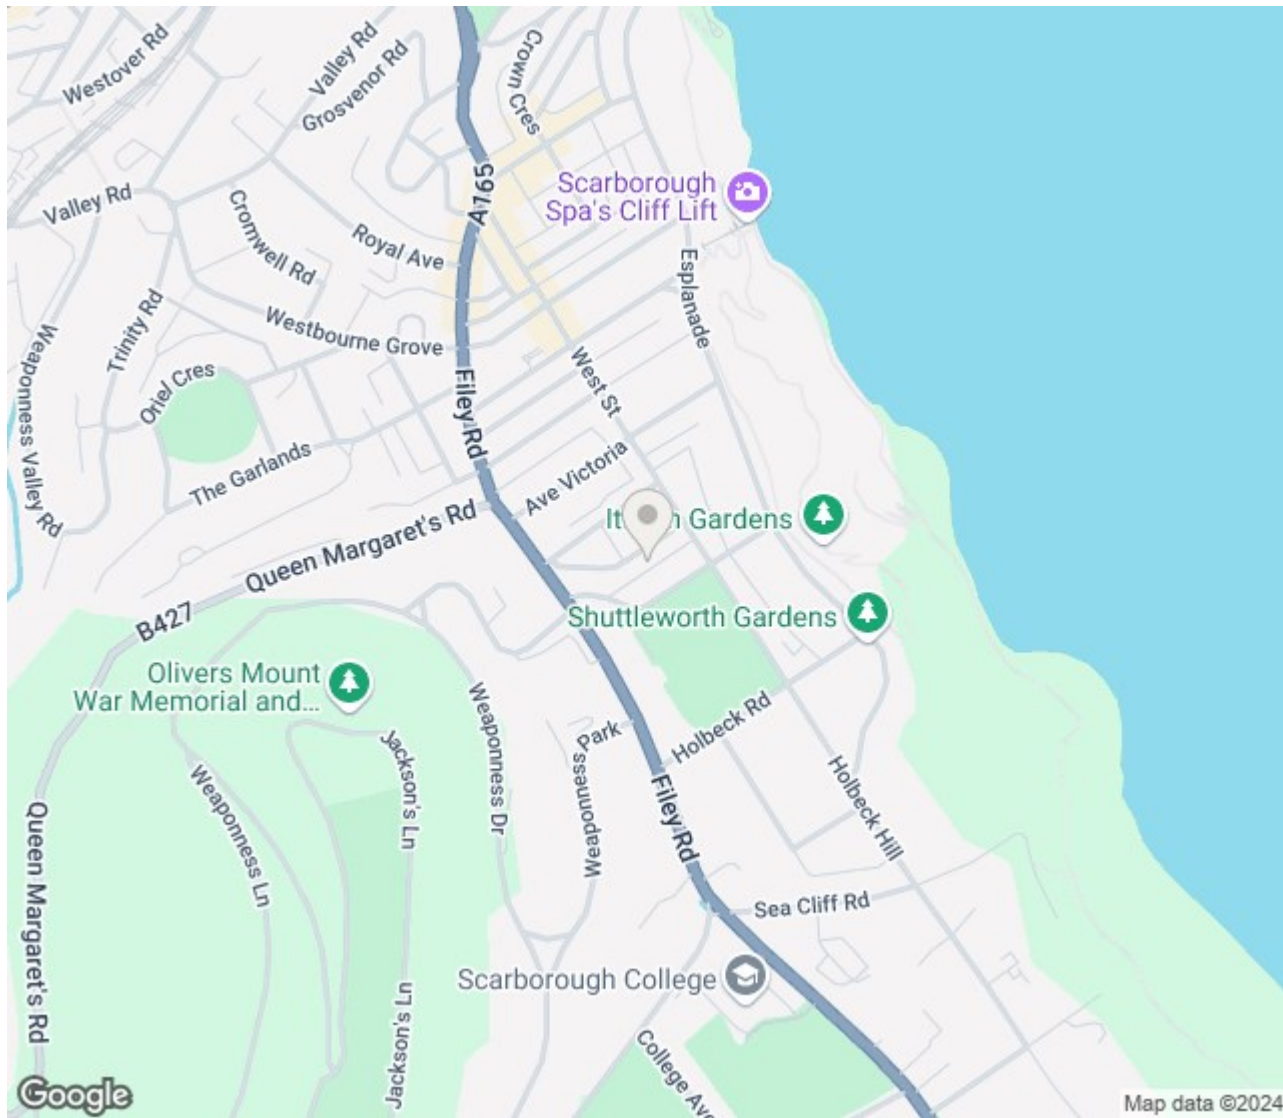 Westover Rd
Valley Rd
Grosvenor Rd
Crown Cres
A165
Scarborough
Spa's Cliff Lift
Valley Rd
Cromwell Rd
Royal Ave
Esplanade
Trinity Rd
Westbourne Grove
Weaponness Valley Rd
Oriel Cres
Filey Rd
West St
The Garlands
Ave Victoria
Gardens
Queen Margaret's Rd
B427
Shuttleworth Gardens
Olivers Mount
War Memorial and...
Weaponness Dr
Weaponness Park
Holbeck Rd
Jackson's Ln
Weaponness Ln
Holbeck Hill
Filey Rd
Queen Margaret's Rd
Sea Cliff Rd
Scarborough College
Jackson's Ln
College Ave
Google
Map data ©2024